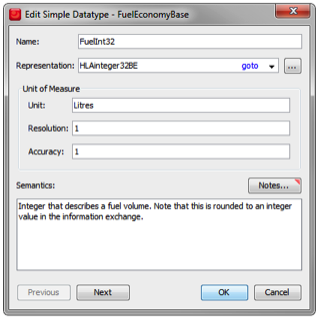 Edit Simple Datatype - FuelEconomyBase
Name: FuelInt32
Representation: HLAinteger32BE goto ...
Unit of Measure
Unit: Litres
Resolution: 1
Accuracy: 1
Semantics: Notes...
Integer that describes a fuel volume. Note that this is rounded to an integer
value in the information exchange.
Previous Next OK Cancel